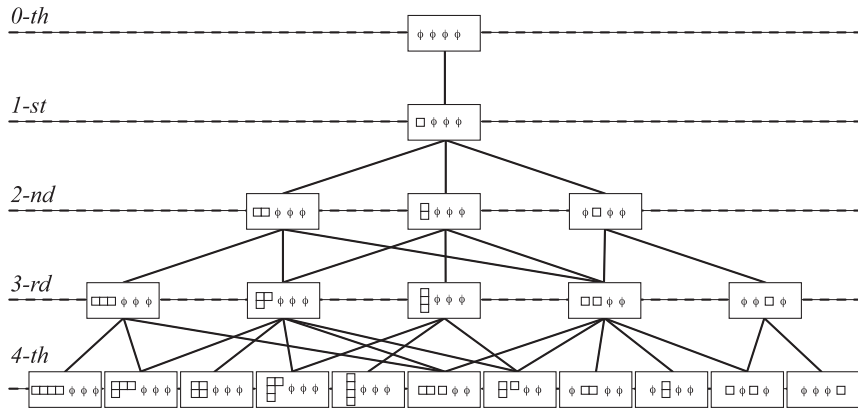 0-th
ϕ ϕ ϕ ϕ
1-st
□ ϕ ϕ ϕ
2-nd
ϕ ϕ ϕ
ϕ ϕ ϕ
ϕ □ ϕ ϕ
3-rd
ϕ ϕ ϕ
ϕ ϕ ϕ
ϕ ϕ ϕ
□ □ ϕ ϕ
ϕ ϕ □ ϕ
4-th
ϕ ϕ ϕ
ϕ ϕ ϕ
ϕ ϕ ϕ
ϕ ϕ ϕ
ϕ ϕ ϕ
□ ϕ ϕ
□ ϕ ϕ
ϕ ϕ ϕ
ϕ ϕ ϕ
□ ϕ □ ϕ
ϕ ϕ ϕ □